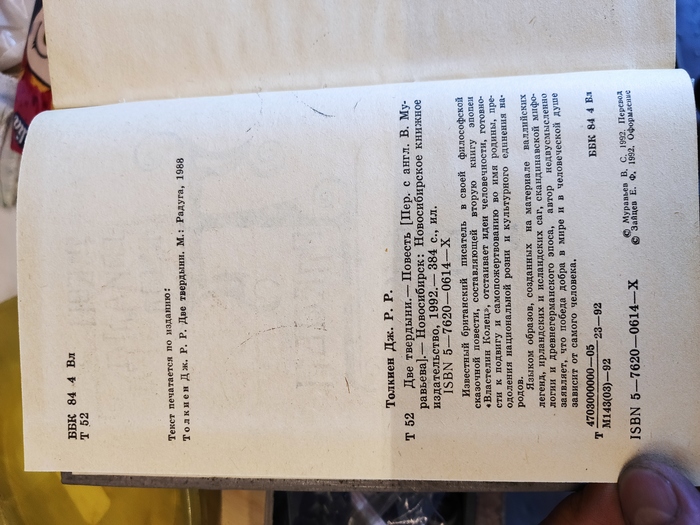 ББК 84 4 Вл
Т 52
Текст печатается по изданию:
Толкиен Дж. Р. Р. Две твердыни. М.: Радуга, 1988
Толкиен Дж. Р. Р.
Т 52 Две твердыни.— Повесть [Пер. с англ. В. Му-
равьева].— Новосибирск: Новосибирское книжное
издательство, 1992.— 384 с., ил.
ISBN 5—7620—0614—X
Известный британский писатель в своей философской
сказочной повести, составляющей вторую книгу эпопеи
«Властелин Колец», отстаивает идеи человечности, готовно-
сти к подвигу и самопожертвованию во имя родины, пре-
одоления национальной розни и культурного единения на-
родов.
Языком образов, созданных на материале валлийских
легенд, ирландских и исландских саг, скандинавской мифо-
логии и древнегерманского эпоса, автор недвусмысленно
заявляет, что победа добра в мире и в человеческой душе
зависит от самого человека.
Т 4703000000—05 23—92
М143(03)—92
ББК 84 4 Вл
© Муравьев В. С. 1992. Перевод
© Зайцев Е. Ф, 1992. Оформление
ISBN 5—7620—0614—X